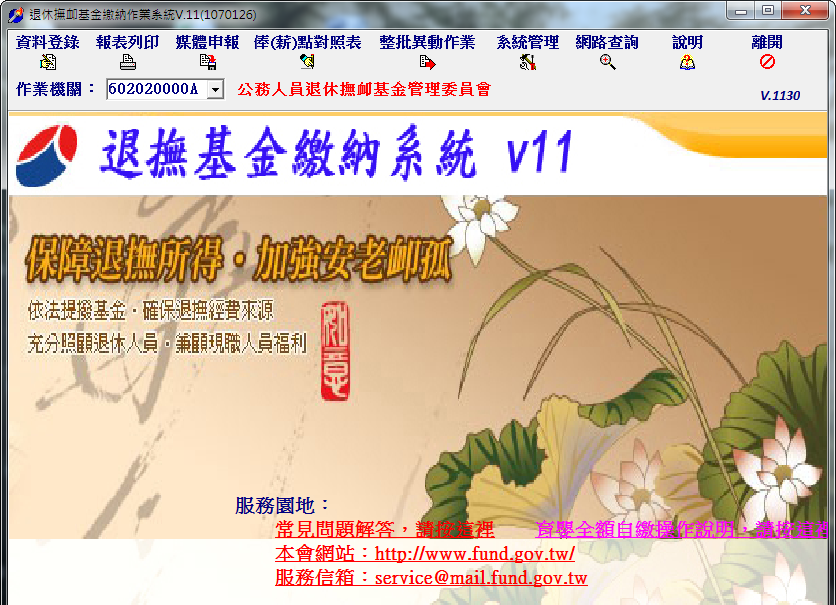 退休撫卹基金繳納作業系統V.11(1070126)
資料登錄 報表列印 媒體申報 俸(薪)點對照表 整批異動作業 系統管理 網路查詢 說明 離開
作業機關： 602020000A 公務人員退休撫卹基金管理委員會
V.1130
退撫基金繳納系統 v11
保障退撫所得・加強安老卹孤
依法提撥基金・確保退撫經費來源
充分照顧退休人員・兼顧現職人員福利
如意
服務園地：
常見問題解答，請按這裡 育嬰全額自繳操作說明，請按這裡
本會網站：http://www.fund.gov.tw/
服務信箱：service@mail.fund.gov.tw